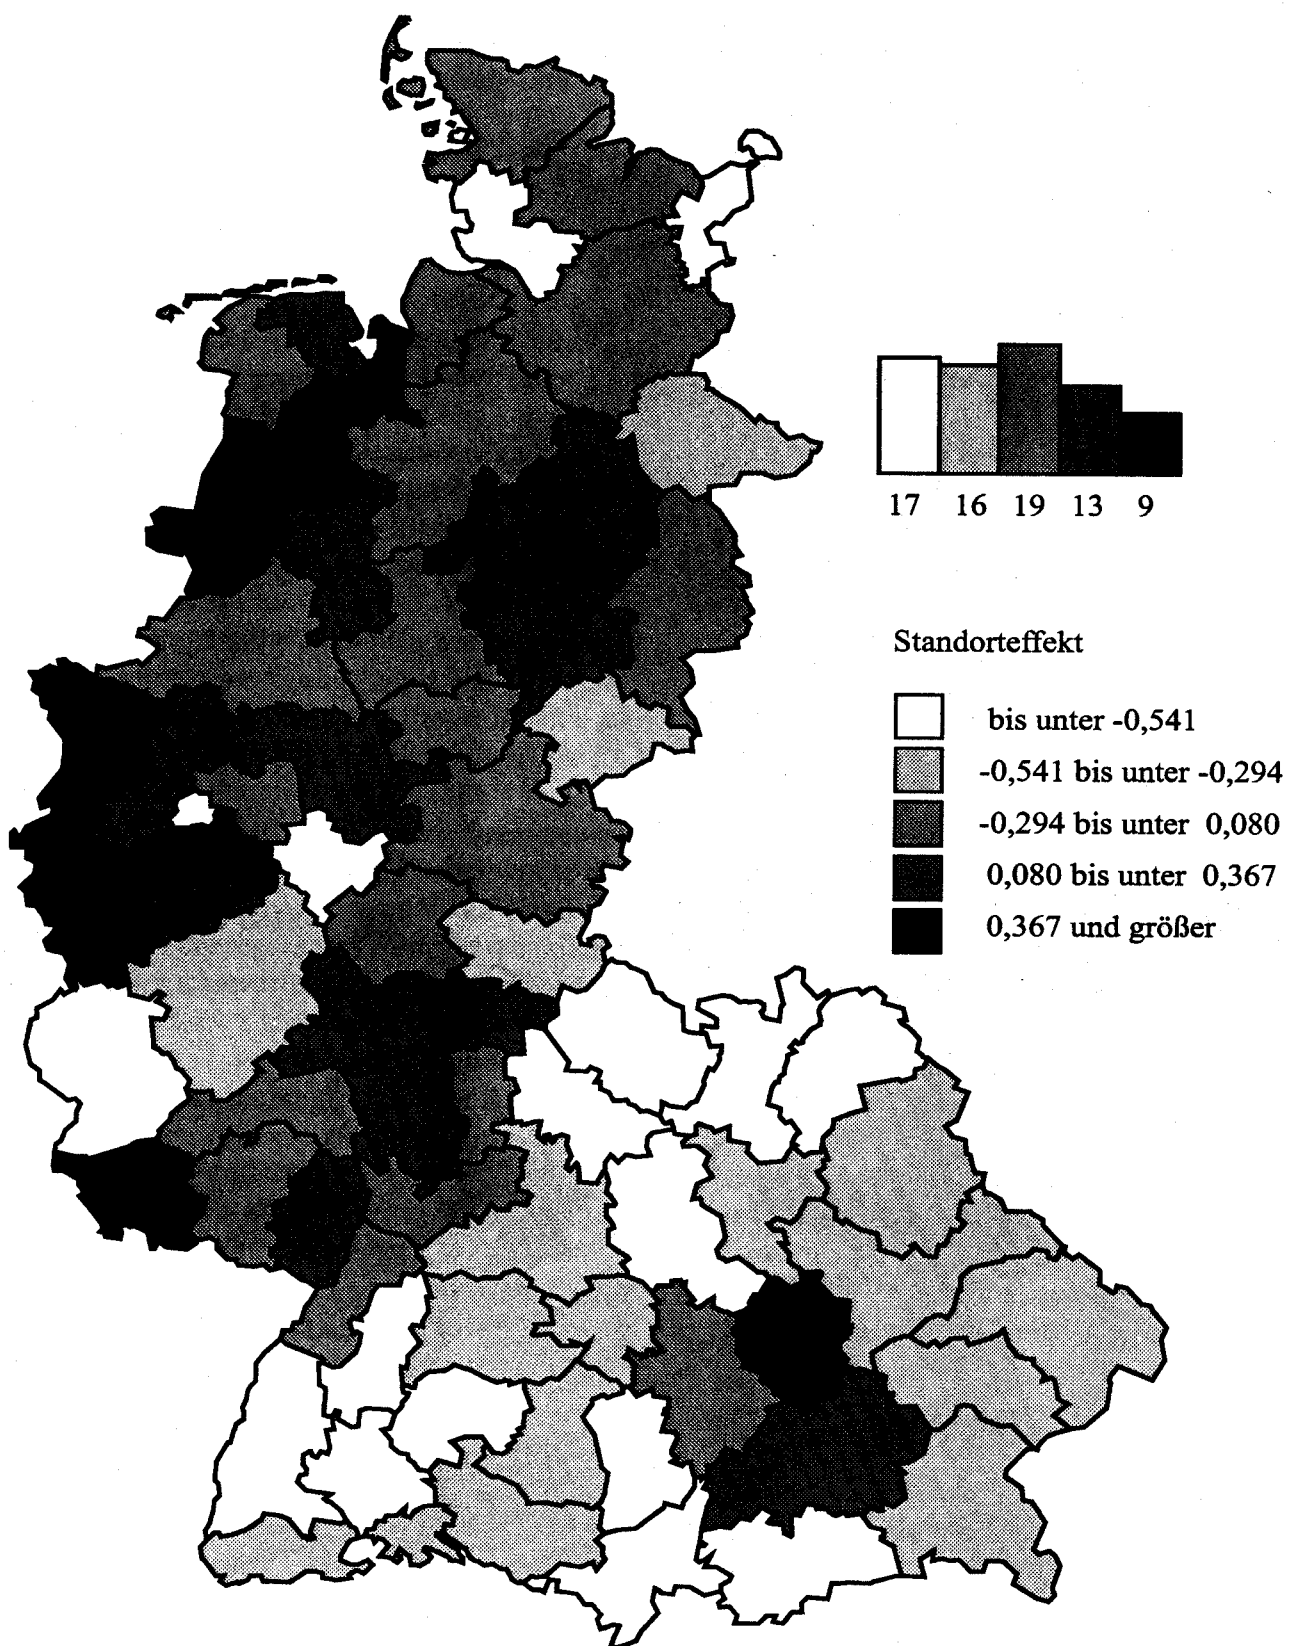 17 16 19 13 9
Standorteffekt
bis unter -0,541
-0,541 bis unter -0,294
-0,294 bis unter 0,080
0,080 bis unter 0,367
0,367 und größer